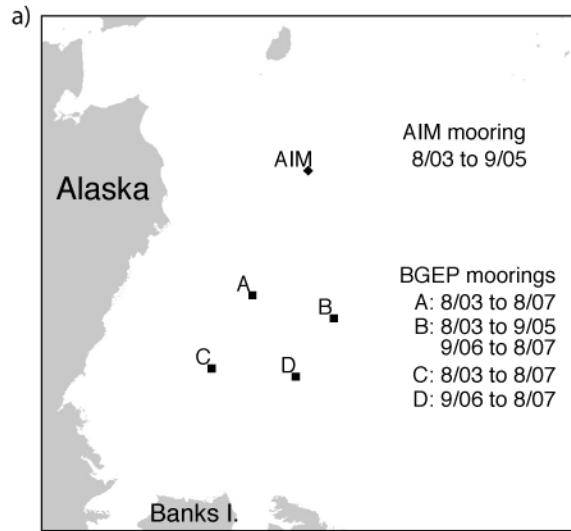 a)
AIM mooring
8/03 to 9/05
AIM
Alaska
BGEP moorings
A: 8/03 to 8/07
B: 8/03 to 9/05
9/06 to 8/07
C: 8/03 to 8/07
D: 9/06 to 8/07
A
B
C
D
Banks I.